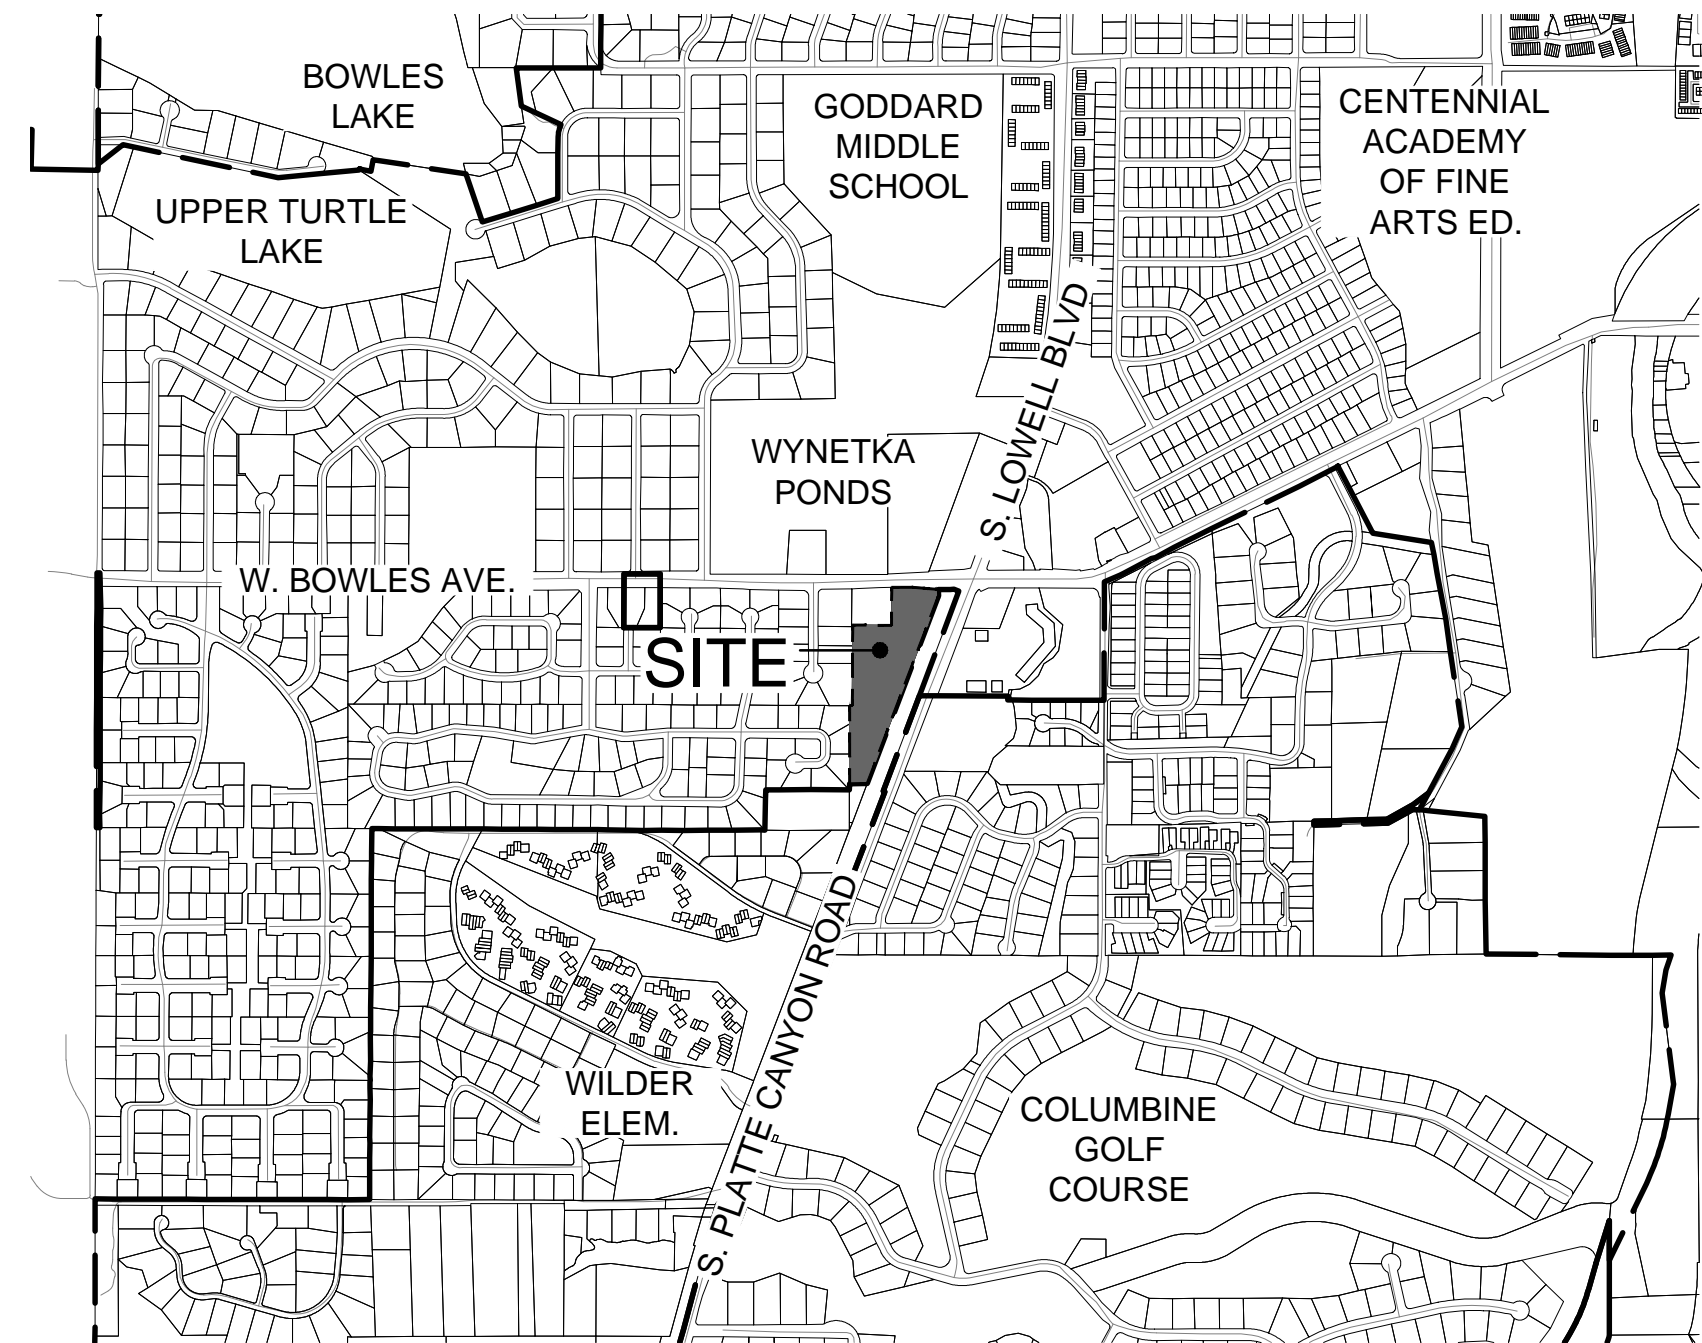 BOWLES
LAKE
GODDARD
MIDDLE
SCHOOL
CENTENNIAL
ACADEMY
OF FINE
ARTS ED.
UPPER TURTLE
LAKE
S. LOWELL BLVD
WYNETKA
PONDS
W. BOWLES AVE.
SITE
S. PLATTE CANYON ROAD
WILDER
ELEM.
COLUMBINE
GOLF
COURSE